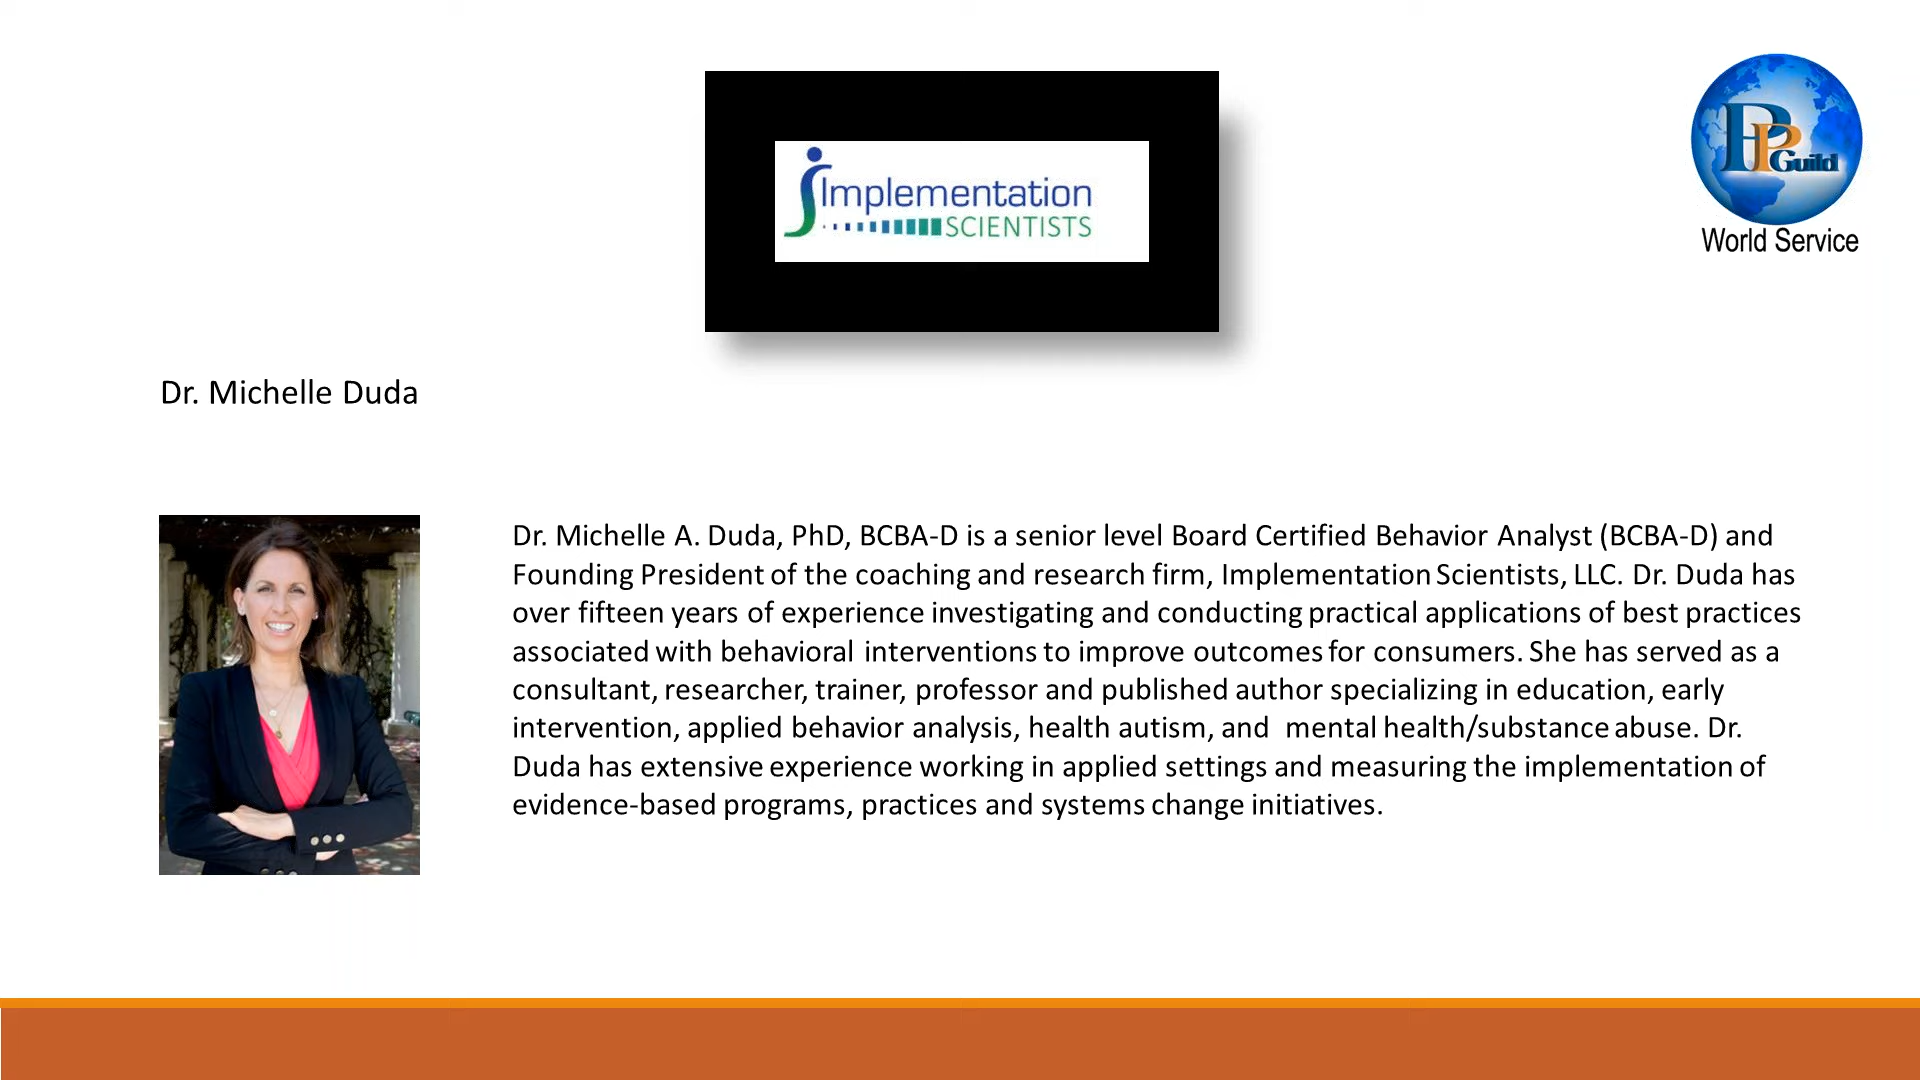 Implementation
SCIENTISTS
PP Guild
World Service
Dr. Michelle Duda
Dr. Michelle A. Duda, PhD, BCBA-D is a senior level Board Certified Behavior Analyst (BCBA-D) and
Founding President of the coaching and research firm, Implementation Scientists, LLC. Dr. Duda has
over fifteen years of experience investigating and conducting practical applications of best practices
associated with behavioral interventions to improve outcomes for consumers. She has served as a
consultant, researcher, trainer, professor and published author specializing in education, early
intervention, applied behavior analysis, health autism, and  mental health/substance abuse. Dr.
Duda has extensive experience working in applied settings and measuring the implementation of
evidence-based programs, practices and systems change initiatives.